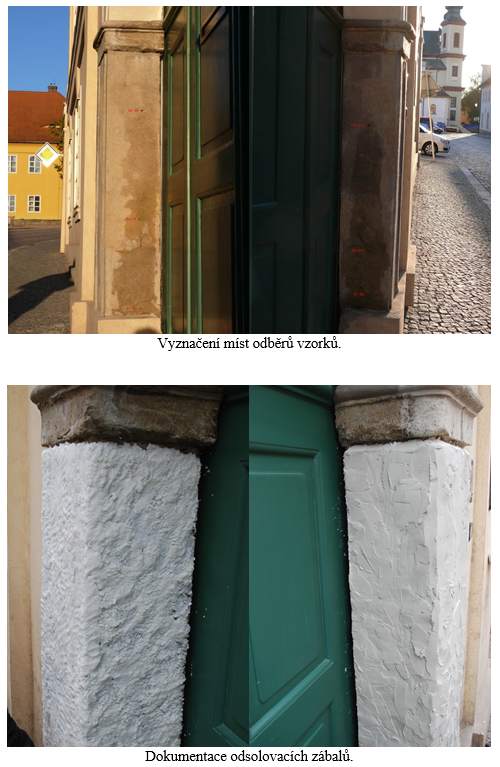 Vyznačení míst odběrů vzorků.
Dokumentace odsolovacích zábalů.